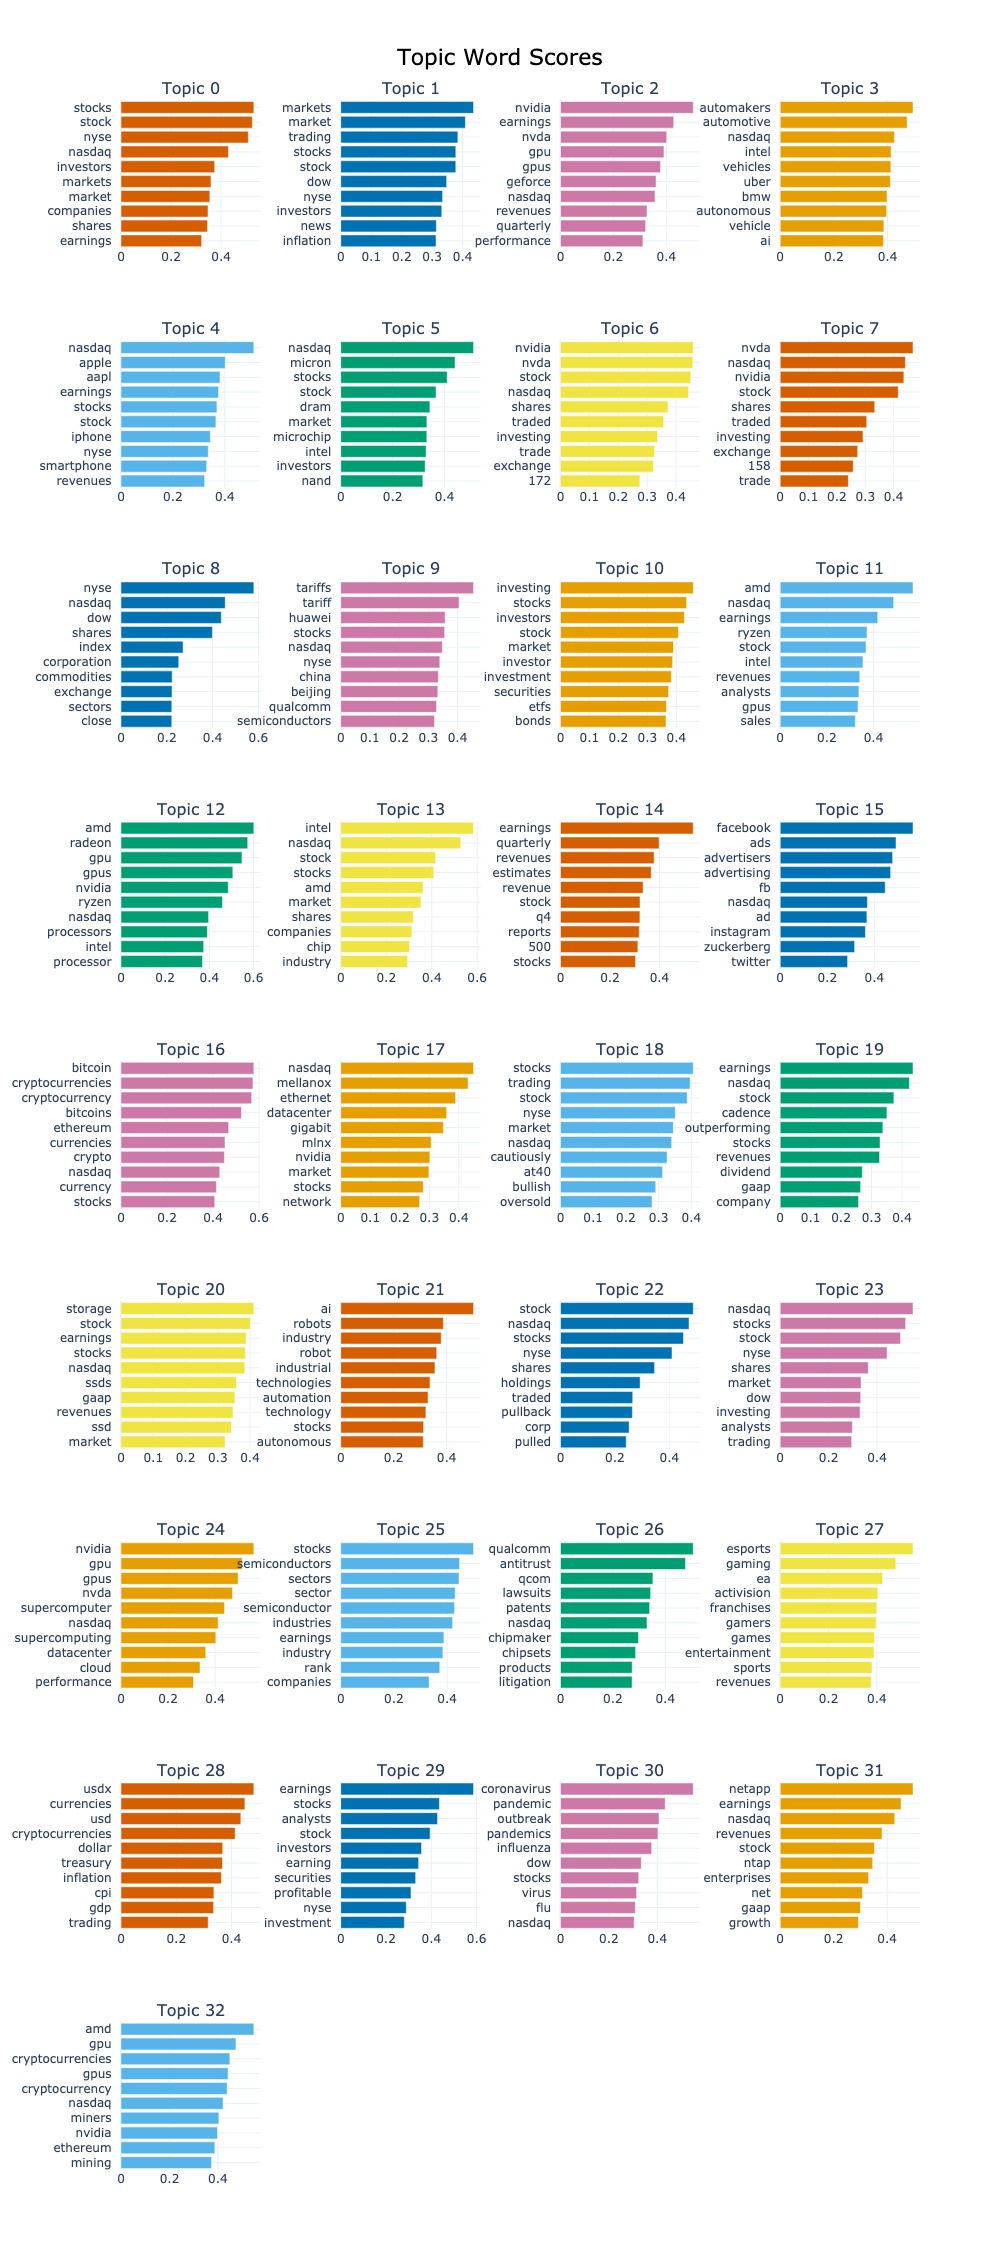 Topic Word Scores
Topic 0
stocks
stock
nyse
nasdaq
investors
markets
market
companies
shares
earnings
0 0.2 0.4
Topic 1
markets
market
trading
stocks
stock
dow
nyse
investors
news
inflation
0 0.1 0.2 0.3 0.4
Topic 2
nvidia
earnings
nvda
gpu
gpus
geforce
nasdaq
revenues
quarterly
performance
0.2 0.4
Topic 3
automakers
automotive
nasdaq
intel
vehicles
uber
bmw
autonomous
vehicle
ai
0 0.2 0.4
Topic 4
nasdaq
apple
aapl
earnings
stocks
stock
iphone
nyse
smartphone
revenues
0 0.2 0.4
Topic 5
nasdaq
micron
stocks
stock
dram
market
microchip
intel
investors
nand
0 0.2 0.4
Topic 6
nvidia
nvda
stock
nasdaq
shares
traded
investing
trade
exchange
172
0 0.2 0.3 0.4
Topic 7
nvda
nasdaq
nvidia
stock
shares
traded
investing
exchange
158
trade
0 0.1 0.2 0.3 0.4
Topic 8
nyse
nasdaq
dow
shares
index
corporation
commodities
exchange
sectors
close
0 0.2 0.4 0.6
Topic 9
tariffs
tariff
huawei
stocks
nasdaq
nyse
china
beijing
qualcomm
semiconductors
0 0.1 0.2 0.3 0.4
Topic 10
investing
stocks
investors
stock
market
investor
investment
securities
etfs
bonds
0 0.1 0.2 0.3 0.4
Topic 11
amd
nasdaq
earnings
ryzen
stock
intel
revenues
analysts
gpus
sales
0 0.2 0.4
Topic 12
amd
radeon
gpu
gpus
nvidia
ryzen
nasdaq
processors
intel
processor
0 0.2 0.4 0.6
Topic 13
intel
nasdaq
stock
stocks
amd
market
shares
companies
chip
industry
0 0.2 0.4 0.6
Topic 14
earnings
quarterly
revenues
estimates
revenue
stock
q4
reports
500
stocks
0 0.2 0.4
Topic 15
facebook
ads
advertisers
advertising
fb
nasdaq
ad
instagram
zuckerberg
twitter
0 0.2 0.4
Topic 16
bitcoin
cryptocurrencies
cryptocurrency
bitcoins
ethereum
currencies
crypto
nasdaq
currency
stocks
0 0.2 0.4 0.6
Topic 17
nasdaq
mellanox
ethernet
datacenter
gigabit
mlnx
nvidia
market
stocks
network
0 0.1 0.2 0.3 0.4
Topic 18
stocks
trading
stock
nyse
market
nasdaq
cautiously
at40
bullish
oversold
0 0.1 0.2 0.3 0.4
Topic 19
earnings
nasdaq
stock
cadence
outperforming
stocks
revenues
dividend
gaap
company
0 0.1 0.2 0.3 0.4
Topic 20
storage
stock
earnings
stocks
nasdaq
ssds
gaap
revenues
ssd
market
0 0.1 0.2 0.3 0.4
Topic 21
ai
robots
industry
robot
industrial
technologies
automation
technology
stocks
autonomous
0 0.2 0.4
Topic 22
stock
nasdaq
stocks
nyse
shares
holdings
traded
pullback
corp
pulled
0 0.2 0.4
Topic 23
nasdaq
stocks
stock
nyse
shares
market
dow
investing
analysts
trading
0 0.2 0.4
Topic 24
nvidia
gpu
gpus
nvda
supercomputer
nasdaq
supercomputing
datacenter
cloud
performance
0 0.2 0.4
Topic 25
stocks
semiconductors
sectors
sector
semiconductor
industries
earnings
industry
rank
companies
0 0.2 0.4
Topic 26
qualcomm
antitrust
qcom
lawsuits
patents
nasdaq
chipmaker
chipsets
products
litigation
0 0.2 0.4
Topic 27
esports
gaming
ea
activision
franchises
gamers
games
entertainment
sports
revenues
0 0.2 0.4
Topic 28
usdx
currencies
usd
cryptocurrencies
dollar
treasury
inflation
cpi
gdp
trading
0 0.2 0.4
Topic 29
earnings
stocks
analysts
stock
investors
earning
securities
profitable
nyse
investment
0 0.2 0.4 0.6
Topic 30
coronavirus
pandemic
outbreak
pandemics
influenza
dow
stocks
virus
flu
nasdaq
0 0.2 0.4
Topic 31
netapp
earnings
nasdaq
revenues
stock
ntap
enterprises
net
gaap
growth
0 0.2 0.4
Topic 32
amd
gpu
cryptocurrencies
gpus
cryptocurrency
nasdaq
miners
nvidia
ethereum
mining
0 0.2 0.4